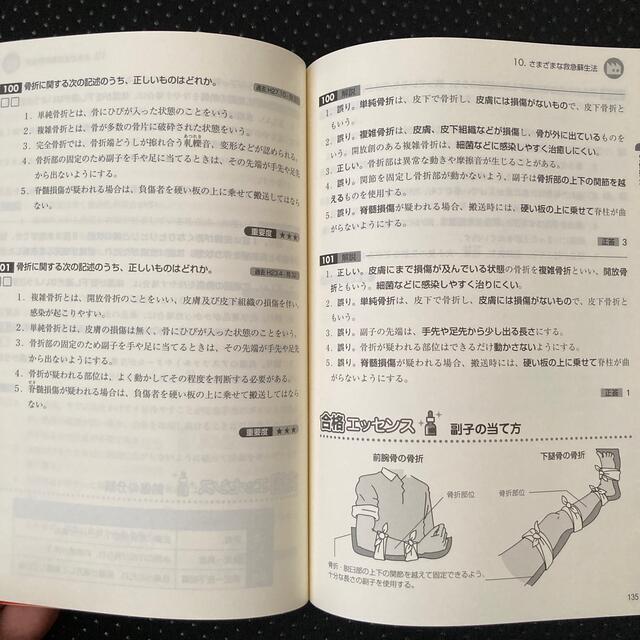 100 骨折に関する次の記述のうち、正しいものはどれか。
1. 単純骨折とは、骨にひびが入った状態のことをいう。
2. 複雑骨折とは、骨が多数の骨片に破砕された状態をいう。
3. 完全骨折では、骨折端どうしが擦れ合う軋轢音、変形などが認められる。
4. 骨折部の固定のため副子を手や足に当てるときは、その先端が手先や足先
から出ないようにする。
5. 脊髄損傷が疑われる場合は、負傷者を硬い板の上に乗せて搬送してはなら
ない。
重要度 ★★★
01 骨折に関する次の記述のうち、正しいものはどれか。
1. 複雑骨折とは、開放骨折のことをいい、皮膚及び皮下組織の損傷を伴い、
感染が起こりやすい。
2. 単純骨折とは、皮膚の損傷は無く、骨にひびが入った状態のことをいう。
3. 骨折部の固定のため副子を手や足に当てるときは、その先端が手先や足先
から出ないようにする。
4. 骨折が疑われる部位は、よく動かしてその程度を判断する必要がある。
5. 脊髄損傷が疑われる場合は、負傷者を硬い板の上に乗せて搬送してはなら
ない。
重要度 ★★★
10. さまざまな救急蘇生法
100 解説
1. 誤り。単純骨折は、皮下で骨折し、皮膚には損傷がないもので、皮下骨折と
もいう。
2. 誤り。複雑骨折は、皮膚、皮下組織などが損傷し、骨が外に出ているものを
いう。開放創のある複雑骨折は、細菌などに感染しやすく治癒しにくい。
3. 正しい。骨折部は異常な動きや摩擦音が生じることがある。
4. 誤り。関節を固定し骨折部が動かないよう、副子は骨折部の上下の関節を越
えるものを使用する。
5. 誤り。脊髄損傷が疑われる場合、搬送時には、硬い板の上に乗せて脊柱が曲
がらないようにする。
正答 3
101 解説
1. 正しい。皮膚にまで損傷が及んでいる状態の骨折を複雑骨折といい、開放骨
折ともいう。細菌などに感染しやすく治りにくい。
2. 誤り。単純骨折は、皮下で骨折し、皮膚には損傷がないもので、皮下骨折と
もいう。
3. 誤り。副子の先端は、手先や足先から少し出る長さにする。
4. 誤り。骨折が疑われる部位はできるだけ動かさないようにする。
5. 誤り。脊髄損傷が疑われる場合、搬送時には、硬い板の上に乗せて脊柱が曲
がらないようにする。
正答 1
合格エッセンス 副子の当て方
前腕骨の骨折
下腿骨の骨折
骨折部位
骨折部位
骨折・脱臼部の上下の関節を越えて固定できるよう、
十分な長さの副子を使用する。
135